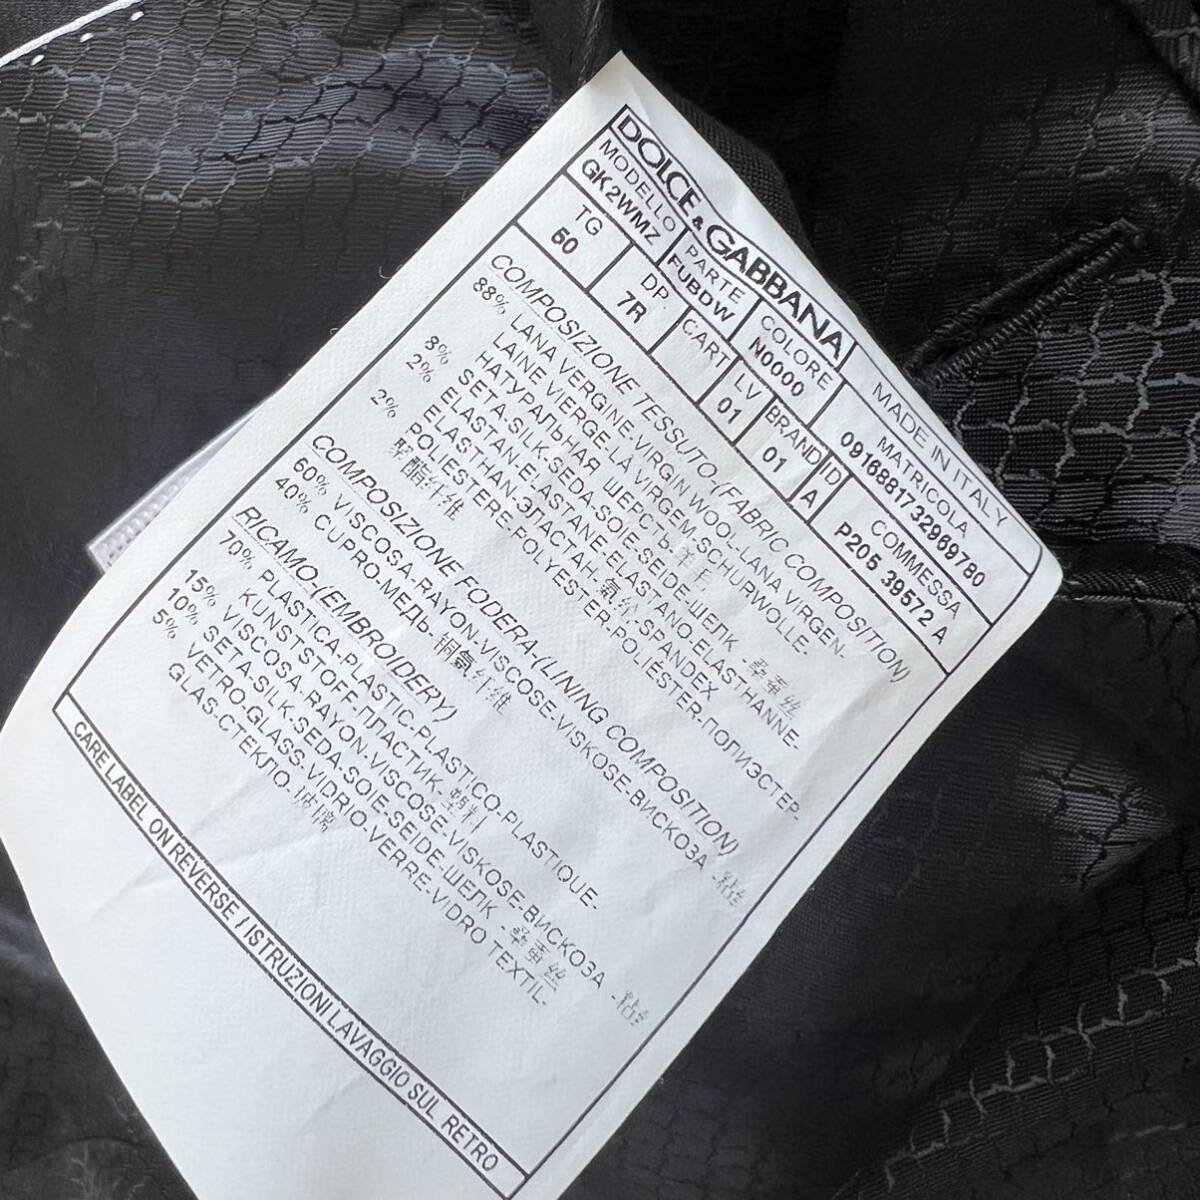 DOLCE & GABBANA
MADE IN ITALY
MODELLO PARTE COLORE MATRICOLA
GK2WMZ FUBDW N0000 0916881732969780
TG DP CART LV BRAND ID COMMESSA
50 7R 01 01 A P205 39572 A
COMPOSIZIONE TESSUTO (FABRIC COMPOSITION)
88% LANA VERGINE-VIRGIN WOOL-LANA VIRGEN-
LAINE VIERGE-LÁ VIRGEM-SCHURWOLLE-
НАТУРАЛЬНАЯ ШЕРСТЬ-羊毛
8% SETA-SILK-SEDA-SOIE-SEIDE-ШЕЛК -桑蚕丝
2% ELASTAN-ELASTANE-ELASTANO-ELASTHANNE-
ELASTHAN-ЭЛАСТАН-氨纶-SPANDEX
2% POLIESTERE-POLYESTER-POLIÉSTER-ПОЛИЭСТЕР-
聚酯纤维
COMPOSIZIONE FODERA-(LINING COMPOSITION)
60% VISCOSA-RAYON-VISCOSE-VISKOSE-ВИСКОЗА -粘纟
40% CUPRO-МЕДЬ-铜氨纤维
RICAMO-(EMBROIDERY)
70% PLASTICA-PLASTIC-PLASTICO-PLASTIQUE-
KUNSTSTOFF-ПЛАСТИК-塑料
15% VISCOSA-RAYON-VISCOSE-VISKOSE-ВИСКОЗА -粘纟
10% SETA-SILK-SEDA-SOIE-SEIDE-ШЕЛК -桑蚕丝
5% VETRO-GLASS-VIDRIO-VERRE-VIDRO TEXTIL-
GLAS-СТЕКЛО-玻璃
CARE LABEL ON REVERSE / ISTRUZIONI LAVAGGIO SUL RETRO